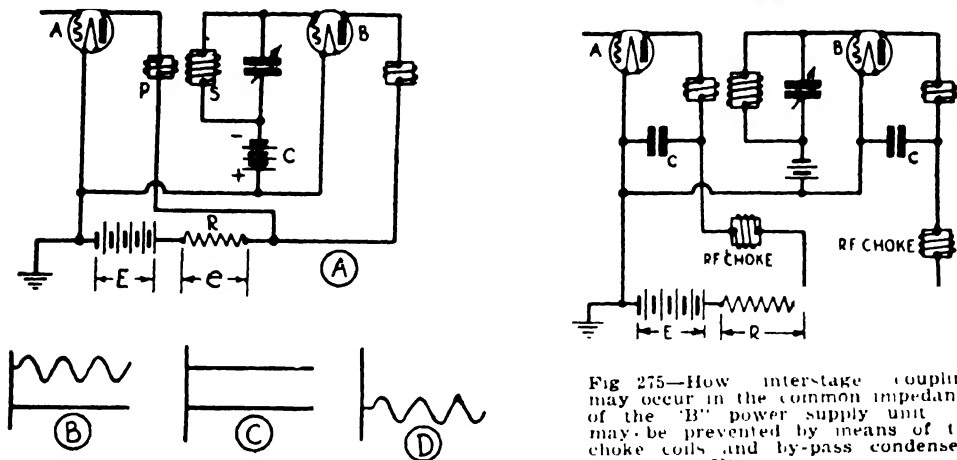 A
B
P
S
-
C
+
R
E
e
A
B
C
D
A
B
C
C
RF CHOKE
RF CHOKE
E
R
Fig 275—How interstage couplin
may occur in the common impedan
of the "B" power supply unit
may be prevented by means of t
choke coils and by-pass condense